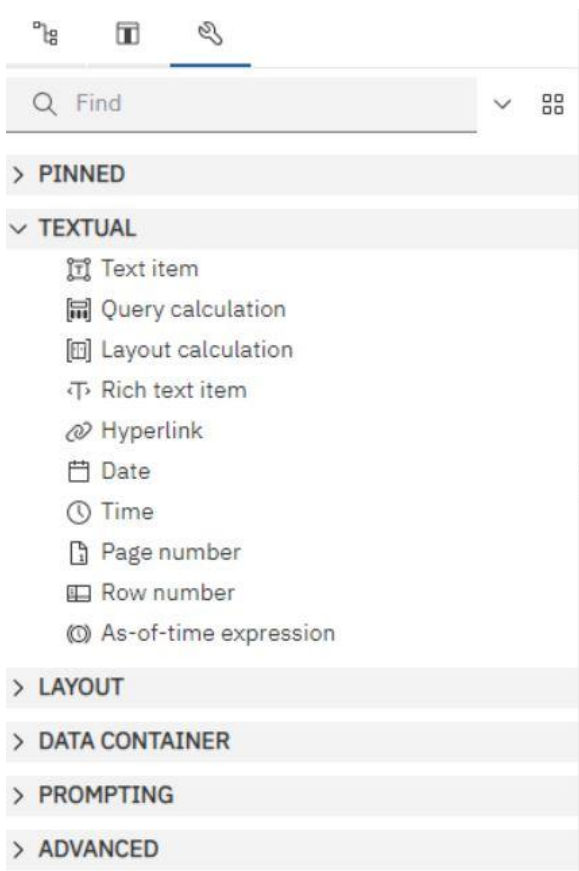 Find
PINNED
TEXTUAL
Text item
Query calculation
Layout calculation
Rich text item
Hyperlink
Date
Time
Page number
Row number
As-of-time expression
LAYOUT
DATA CONTAINER
PROMPTING
ADVANCED